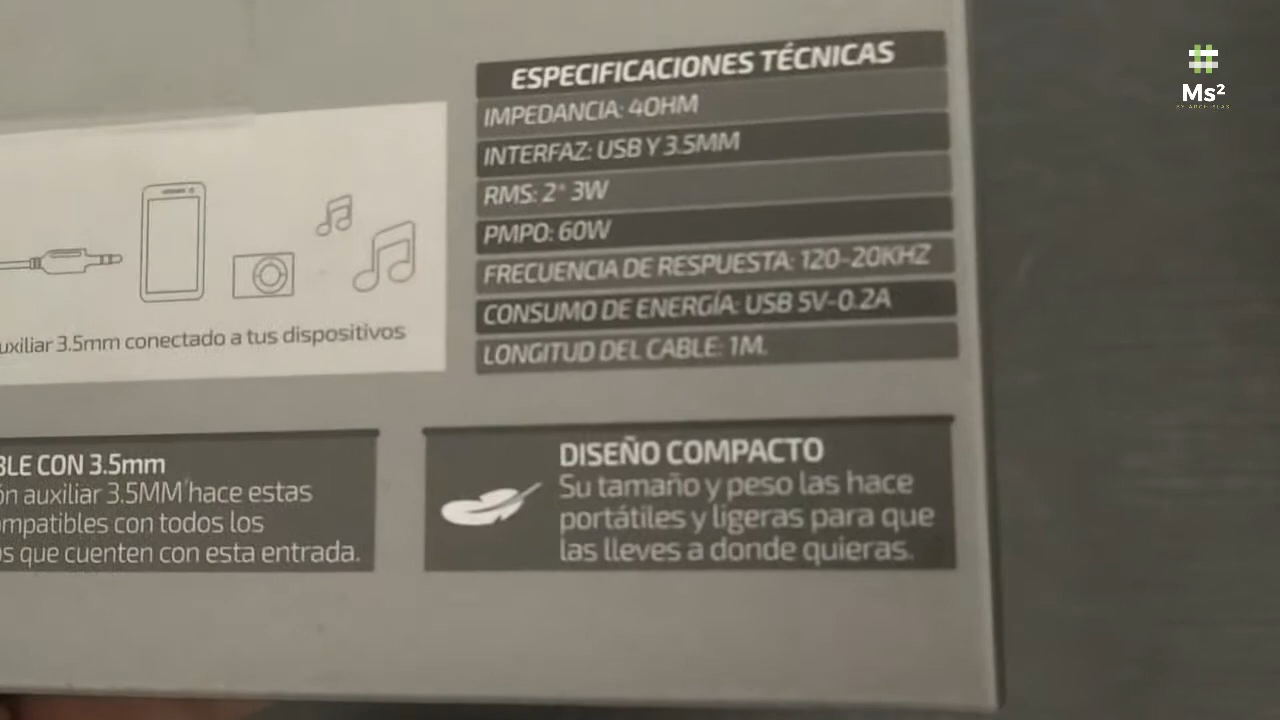 ESPECIFICACIONES TÉCNICAS
IMPEDANCIA: 4OHM
INTERFAZ: USB Y 3.5MM
RMS: 2* 3W
PMPO: 60W
FRECUENCIA DE RESPUESTA: 120-20KHZ
CONSUMO DE ENERGÍA: USB 5V-0.2A
LONGITUD DEL CABLE: 1M.
uxiliar 3.5mm conectado a tus dispositivos
BLE CON 3.5mm
ón auxiliar 3.5MM hace estas
ompatibles con todos los
os que cuenten con esta entrada.
DISEÑO COMPACTO
Su tamaño y peso las hace
portátiles y ligeras para que
las lleves a donde quieras.
Ms²